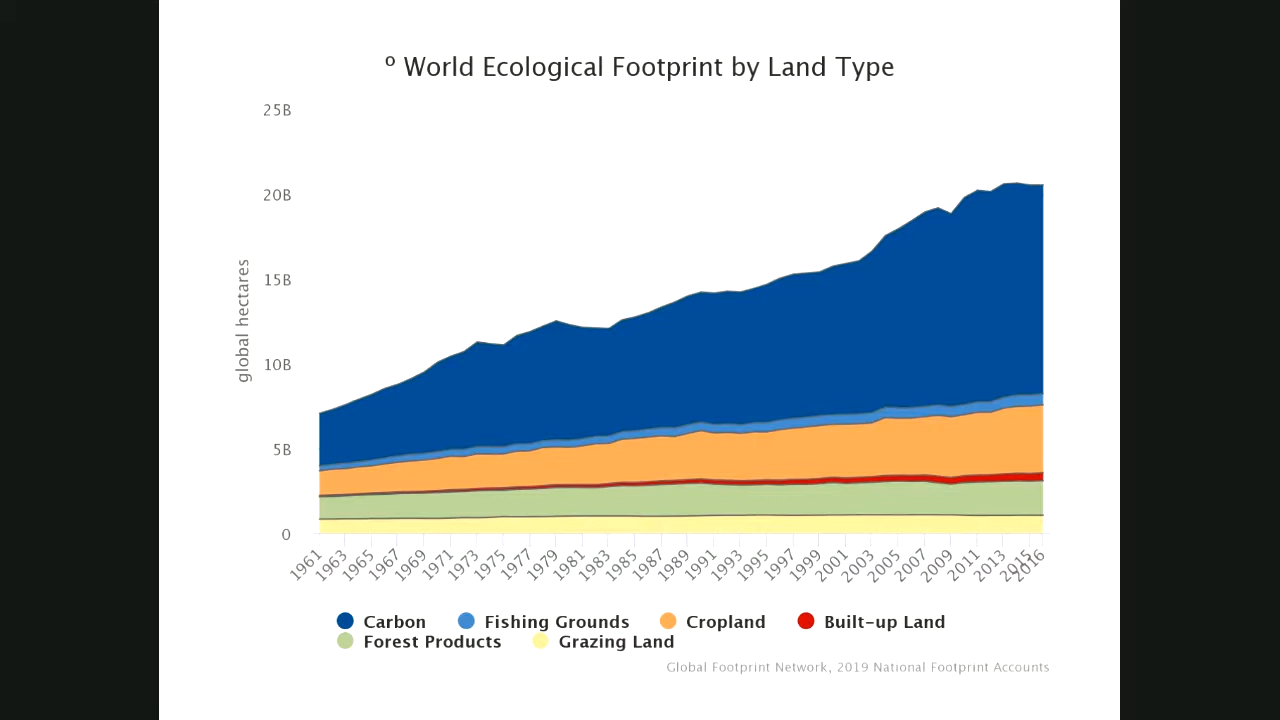 º World Ecological Footprint by Land Type
25B
20B
15B
10B
5B
0
global hectares
1961 1963 1965 1967 1969 1971 1973 1975 1977 1979 1981 1983 1985 1987 1989 1991 1993 1995 1997 1999 2001 2003 2005 2007 2009 2011 2013 2016
Carbon Fishing Grounds Cropland Built-up Land
Forest Products Grazing Land
Global Footprint Network, 2019 National Footprint Accounts